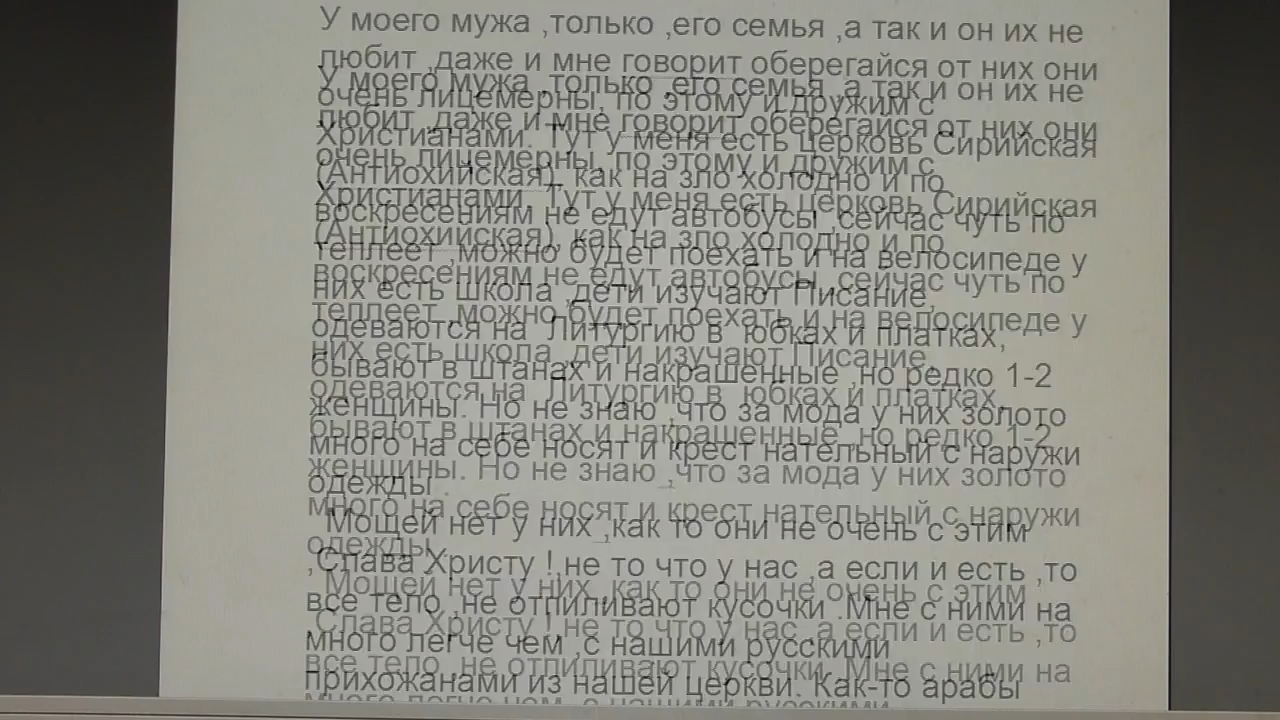 У моего мужа ,только ,его семья ,а так и он их не
любит ,даже и мне говорит оберегайся от них они
очень лицемерны, по этому и дружим с
Христианами. Тут у меня есть церковь Сирийская
(Антиохийская), как на зло холодно и по
воскресениям не едут автобусы ,сейчас чуть по
теплеет ,можно будет поехать и на велосипеде у
них есть школа ,дети изучают Писание,
одеваются на Литургию в юбках и платках,
бывают в штанах и накрашенные ,но редко 1-2
женщины. Но не знаю ,что за мода у них золото
много на себе носят и крест нательный с наружи
одежды .
Мощей нет у них ,как то они не очень с этим
,Слава Христу ! ,не то что у нас ,а если и есть ,то
все тело ,не отпиливают кусочки .Мне с ними на
много легче чем ,с нашими русскими
прихожанами из нашей церкви. Как-то арабы